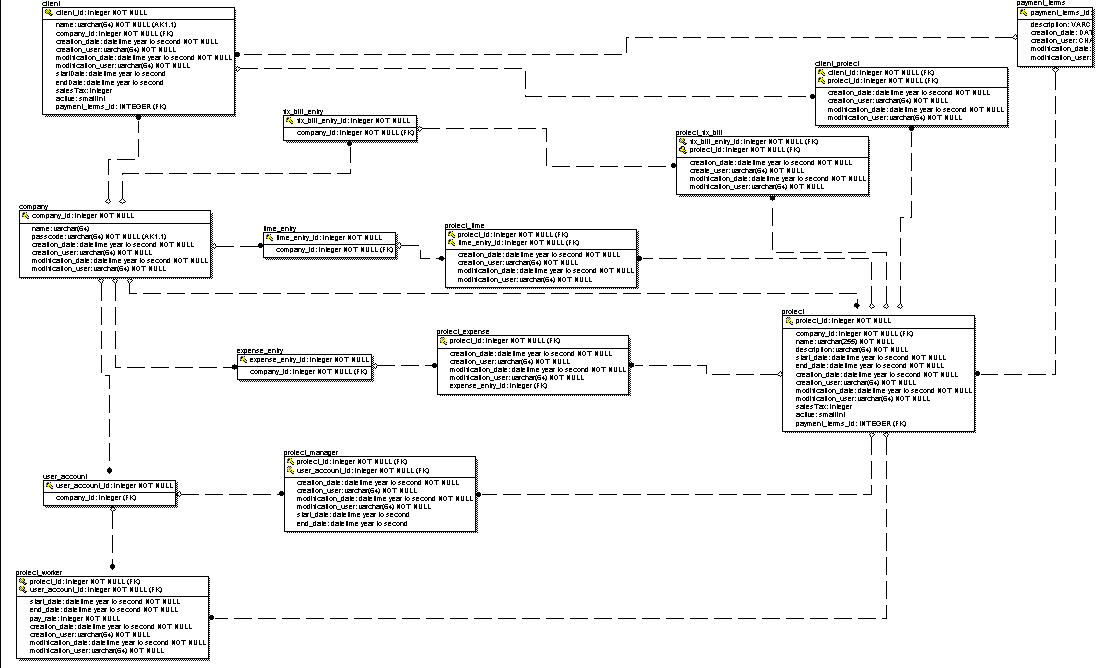 client
client_id: integer NOT NULL
name: varchar(64) NOT NULL (AK1.1)
company_id: integer NOT NULL (FK)
creation_date: datetime year to second NOT NULL
creation_user: varchar(64) NOT NULL
modification_date: datetime year to second NOT NULL
modification_user: varchar(64) NOT NULL
startDate: datetime year to second
endDate: datetime year to second
salesTax: integer
active: smallint
payment_terms_id: INTEGER (FK)
payment_terms
payment_terms_id:
description: VARC
creation_date: DAT
creation_user: CHA
modification_date:
modification_user:
client_project
client_id: integer NOT NULL (FK)
project_id: integer NOT NULL (FK)
creation_date: datetime year to second NOT NULL
creation_user: varchar(64) NOT NULL
modification_date: datetime year to second NOT NULL
modification_user: varchar(64) NOT NULL
fix_bill_entry
fix_bill_entry_id: integer NOT NULL
company_id: integer NOT NULL (FK)
project_fix_bill
fix_bill_entry_id: integer NOT NULL (FK)
project_id: integer NOT NULL (FK)
creation_date: datetime year to second NOT NULL
create_user: varchar(64) NOT NULL
modification_date: datetime year to second NOT NULL
modification_user: varchar(64) NOT NULL
company
company_id: integer NOT NULL
name: varchar(64)
passcode: varchar(64) NOT NULL (AK1.1)
creation_date: datetime year to second NOT NULL
creation_user: varchar(64) NOT NULL
modification_date: datetime year to second NOT NULL
modification_user: varchar(64) NOT NULL
time_entry
time_entry_id: integer NOT NULL
company_id: integer NOT NULL (FK)
project_time
project_id: integer NOT NULL (FK)
time_entry_id: integer NOT NULL (FK)
creation_date: datetime year to second NOT NULL
creation_user: varchar(64) NOT NULL
modification_date: datetime year to second NOT NULL
modification_user: varchar(64) NOT NULL
project
project_id: integer NOT NULL
company_id: integer NOT NULL (FK)
name: varchar(255) NOT NULL
description: varchar(64) NOT NULL
start_date: datetime year to second NOT NULL
end_date: datetime year to second NOT NULL
creation_date: datetime year to second NOT NULL
creation_user: varchar(64) NOT NULL
modification_date: datetime year to second NOT NULL
modification_user: varchar(64) NOT NULL
salesTax: integer
active: smallint
payment_terms_id: INTEGER (FK)
expense_entry
expense_entry_id: integer NOT NULL
company_id: integer NOT NULL (FK)
project_expense
project_id: integer NOT NULL (FK)
creation_date: datetime year to second NOT NULL
creation_user: varchar(64) NOT NULL
modification_date: datetime year to second NOT NULL
modification_user: varchar(64) NOT NULL
expense_entry_id: integer (FK)
user_account
user_account_id: integer NOT NULL
company_id: integer (FK)
project_manager
project_id: integer NOT NULL (FK)
user_account_id: integer NOT NULL (FK)
creation_date: datetime year to second NOT NULL
creation_user: varchar(64) NOT NULL
modification_date: datetime year to second NOT NULL
modification_user: varchar(64) NOT NULL
start_date: datetime year to second
end_date: datetime year to second
project_worker
project_id: integer NOT NULL (FK)
user_account_id: integer NOT NULL (FK)
start_date: datetime year to second NOT NULL
end_date: datetime year to second NOT NULL
pay_rate: integer NOT NULL
creation_date: datetime year to second NOT NULL
creation_user: varchar(64) NOT NULL
modification_date: datetime year to second NOT NULL
modification_user: varchar(64) NOT NULL